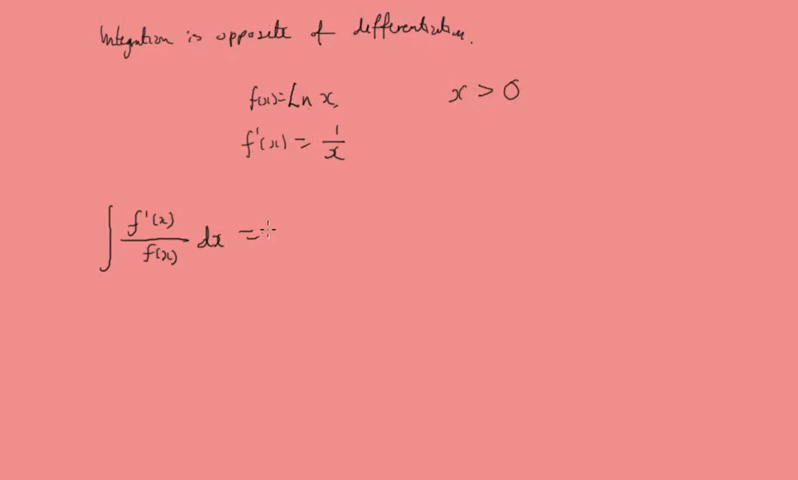 Integration is opposite of differentiation.
f(x)=Ln x, x > 0
f'(x) = 1/x
∫ f'(x)/f(x) dx =